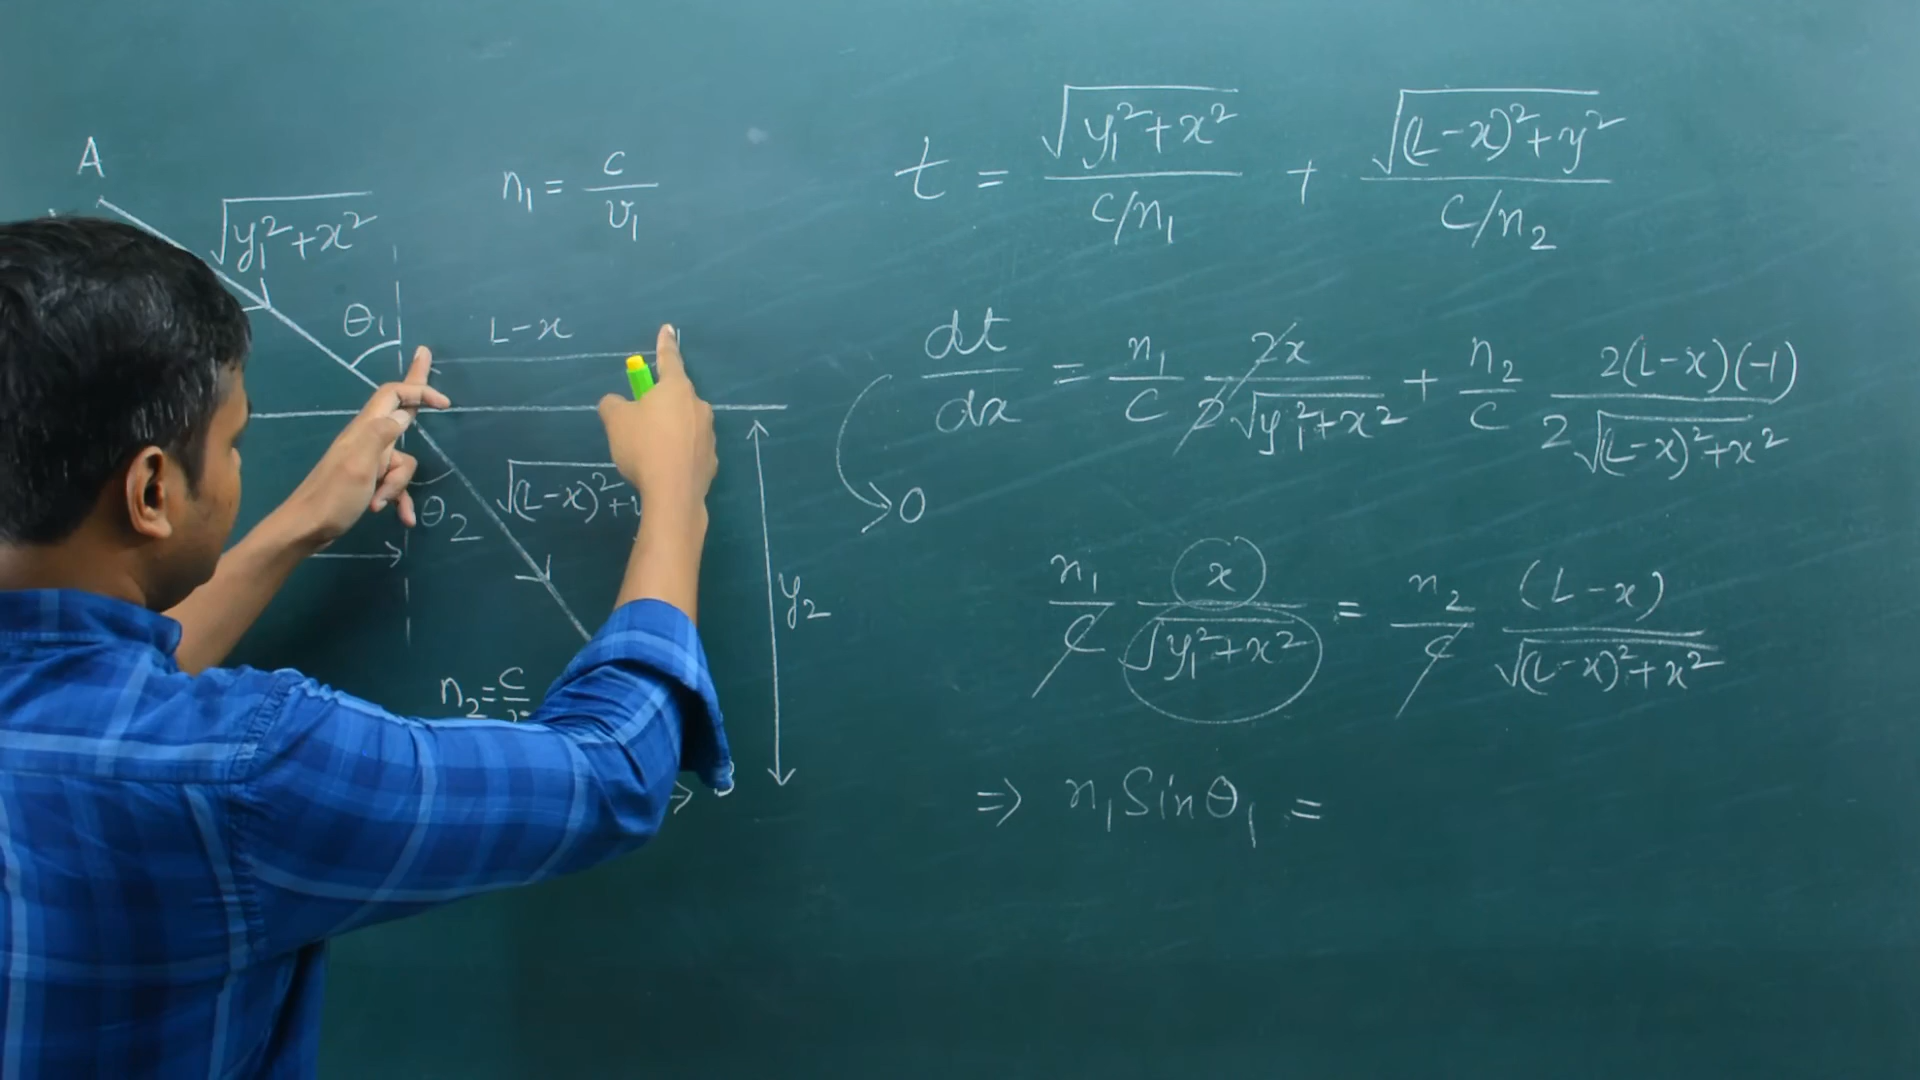 A
√(y₁²+x²)
n₁ = c/v₁
θ₁
L-x
θ₂
√((L-x)²+
y₂
n₂ = c/
t = √(y₁²+x²)/(c/n₁) + √((L-x)²+y²)/(c/n₂)
dt/dx = n₁/c 2x/(2√(y₁²+x²)) + n₂/c 2(L-x)(-1)/(2√((L-x)²+x²))
0
n₁/c x/√(y₁²+x²) = n₂/c (L-x)/√((L-x)²+x²)
⇒ n₁ Sinθ₁ =